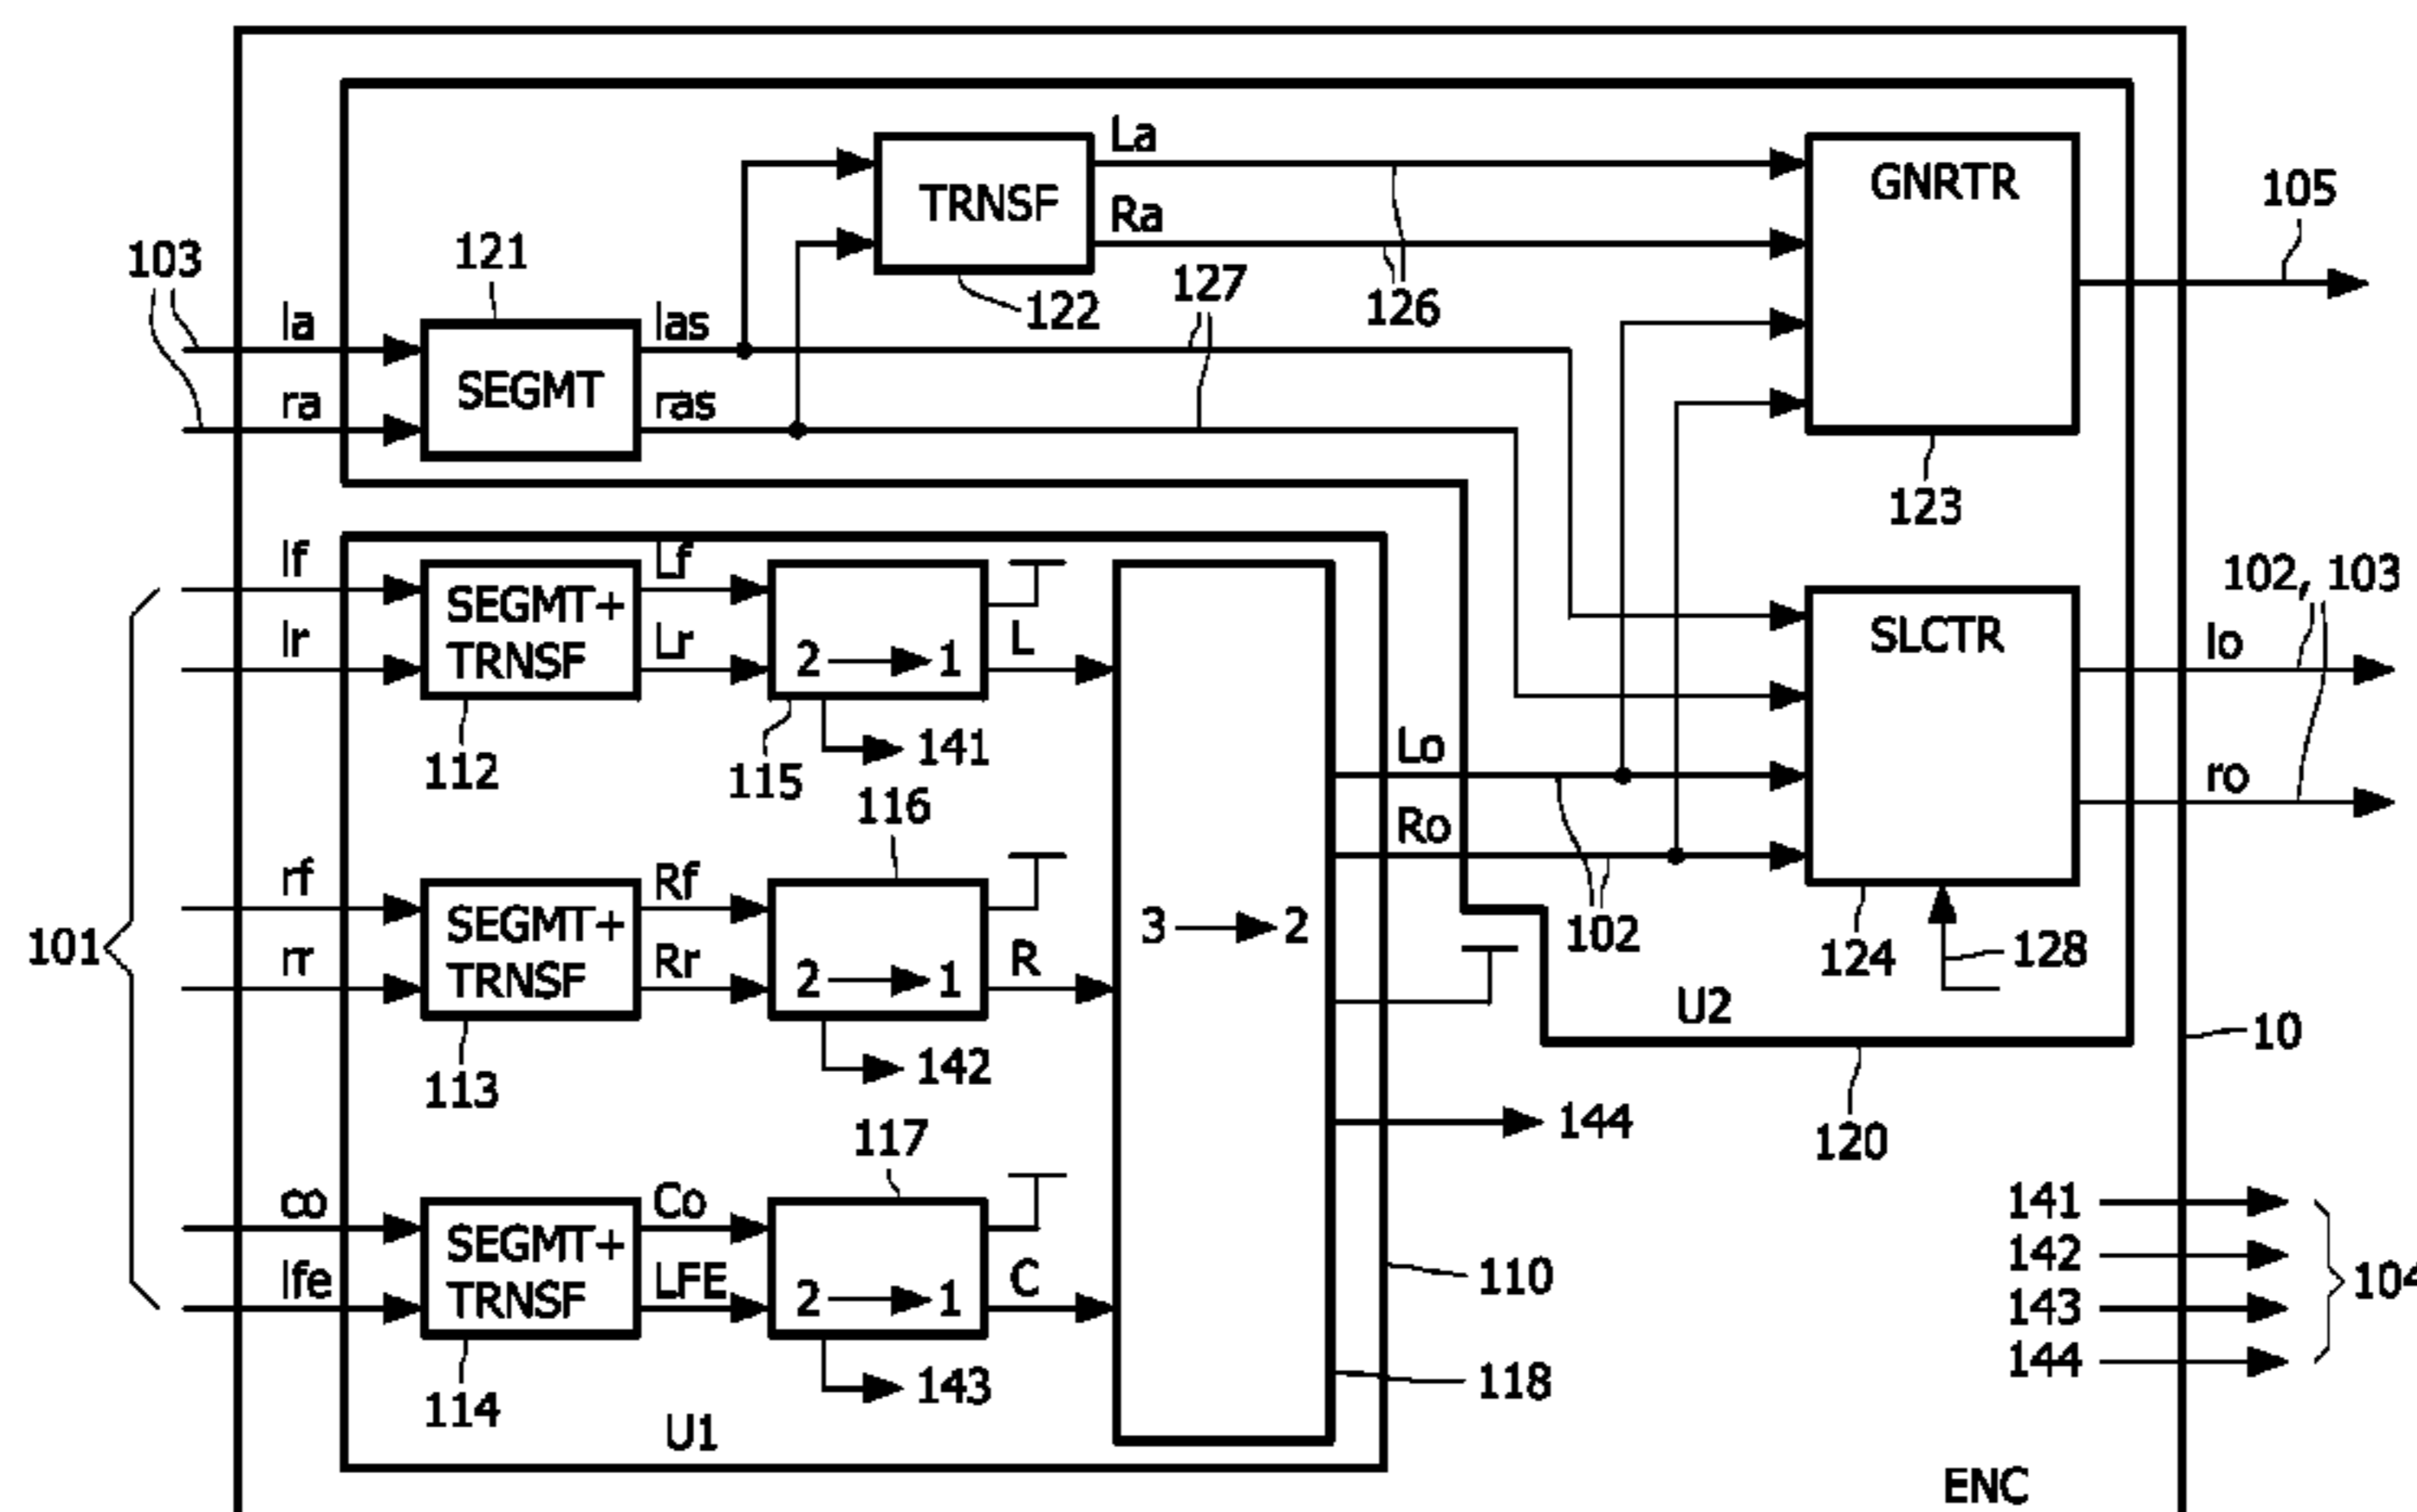 La
TRNSF
GNRTR
105
Ra
103
121
127
122
126
la
las
SEGMT
ra
ras
123
lf
Lf
SEGMT+
TRNSF
102, 103
lr
Lr
2 → 1
L
SLCTR
lo
112
115
141
Lo
ro
116
Ro
rf
Rf
SEGMT+
TRNSF
3 → 2
102
124
128
101
rr
Rr
2 → 1
R
U2
10
113
142
117
144
120
co
Co
SEGMT+
TRNSF
141
142
lfe
LFE
2 → 1
C
110
143
104
144
114
143
118
U1
ENC